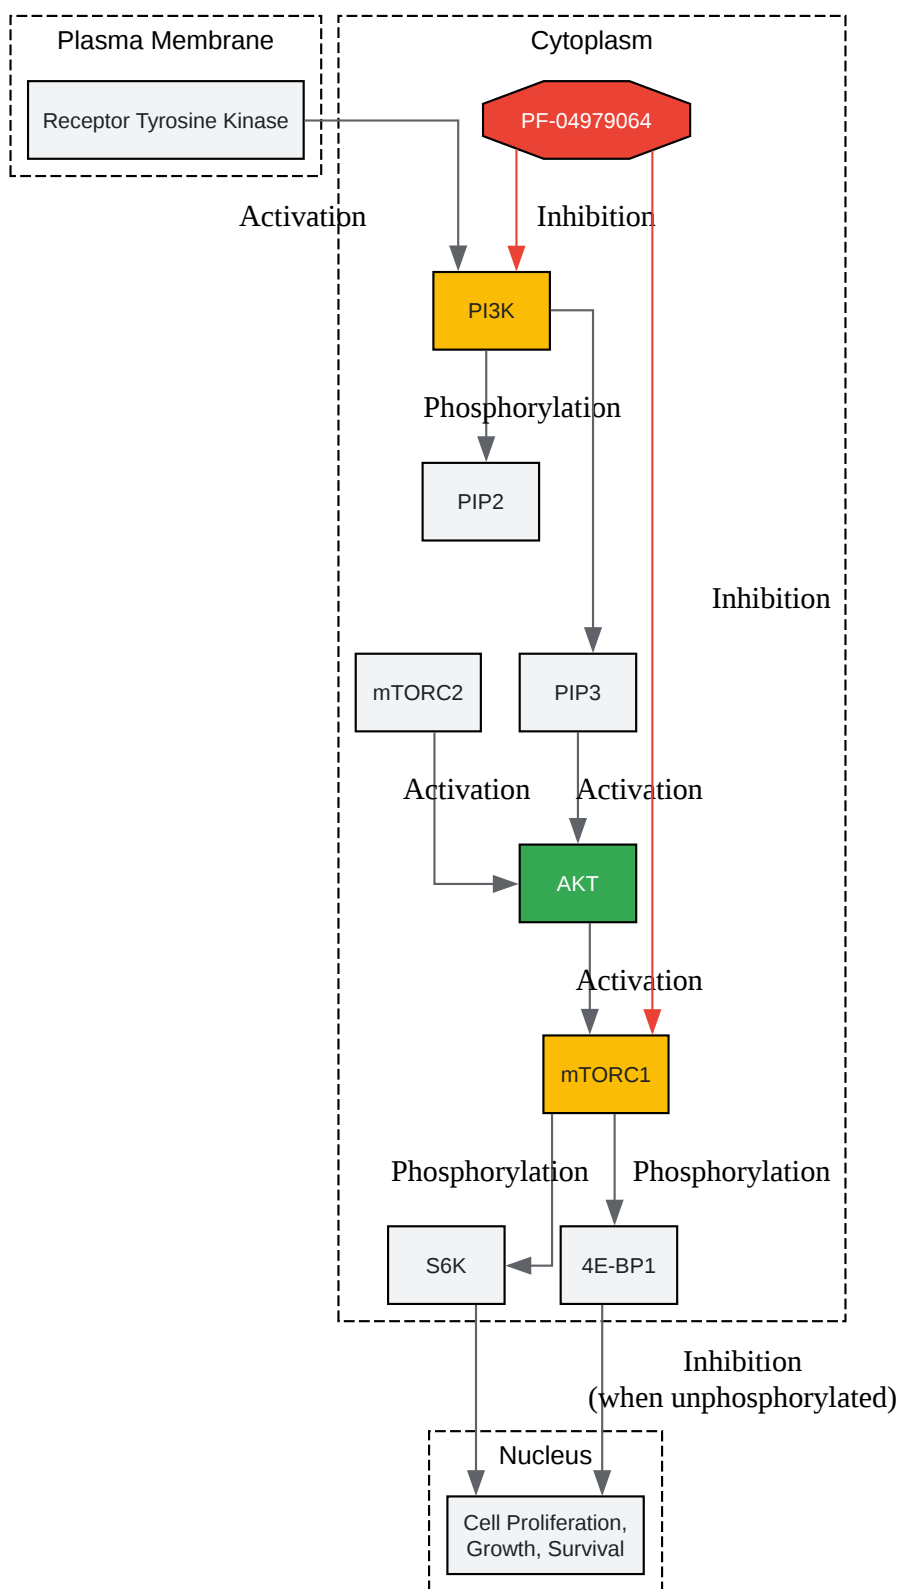 Plasma Membrane
Cytoplasm
Receptor Tyrosine Kinase
PF-04979064
Activation
Inhibition
PI3K
Phosphorylation
PIP2
Inhibition
mTORC2
PIP3
Activation
Activation
AKT
Activation
mTORC1
Phosphorylation
Phosphorylation
S6K
4E-BP1
Inhibition
(when unphosphorylated)
Nucleus
Cell Proliferation,
Growth, Survival